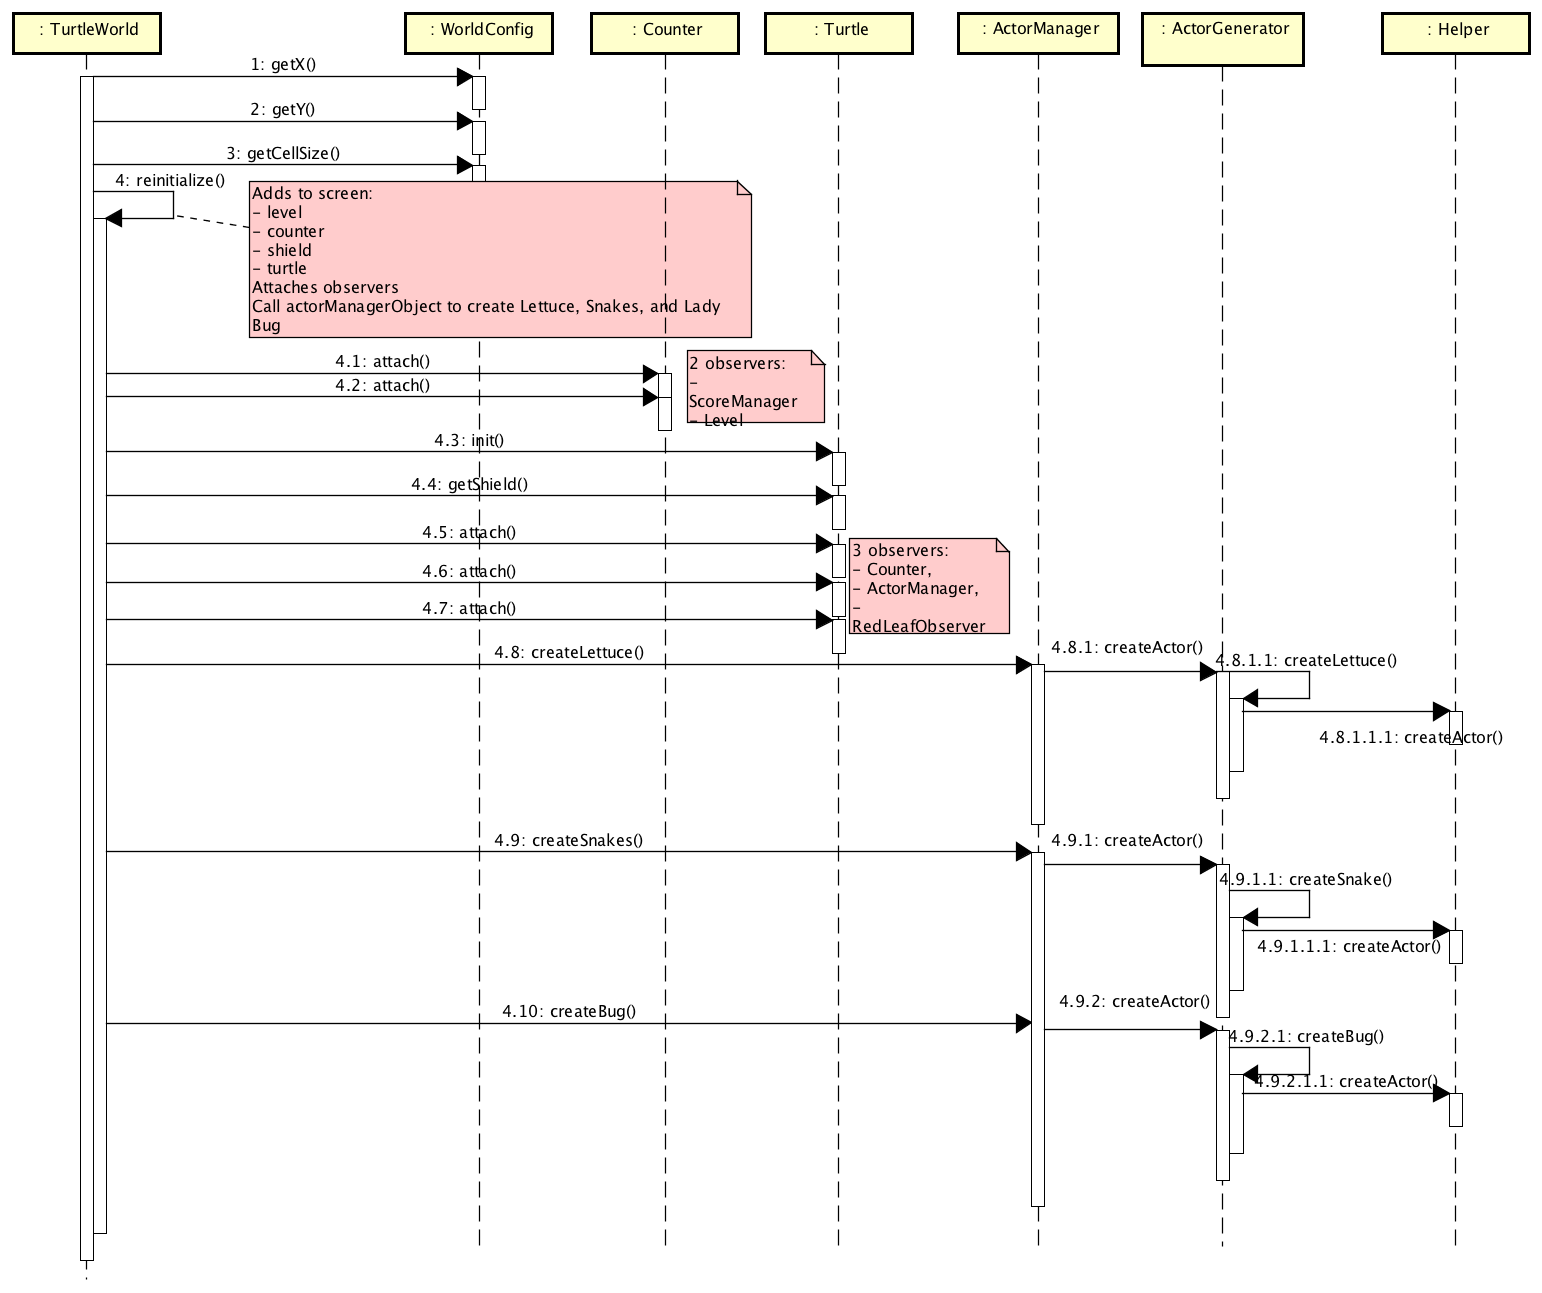 : TurtleWorld
: WorldConfig
: Counter
: Turtle
: ActorManager
: ActorGenerator
: Helper
1: getX()
2: getY()
3: getCellSize()
4: reinitialize()
Adds to screen:
- level
- counter
- shield
- turtle
Attaches observers
Call actorManagerObject to create Lettuce, Snakes, and Lady
Bug
4.1: attach()
4.2: attach()
2 observers:
-
ScoreManager
- Level
4.3: init()
4.4: getShield()
4.5: attach()
4.6: attach()
4.7: attach()
3 observers:
- Counter,
- ActorManager,
-
RedLeafObserver
4.8: createLettuce()
4.8.1: createActor()
4.8.1.1: createLettuce()
4.8.1.1.1: createActor()
4.9: createSnakes()
4.9.1: createActor()
4.9.1.1: createSnake()
4.9.1.1.1: createActor()
4.10: createBug()
4.9.2: createActor()
4.9.2.1: createBug()
4.9.2.1.1: createActor()